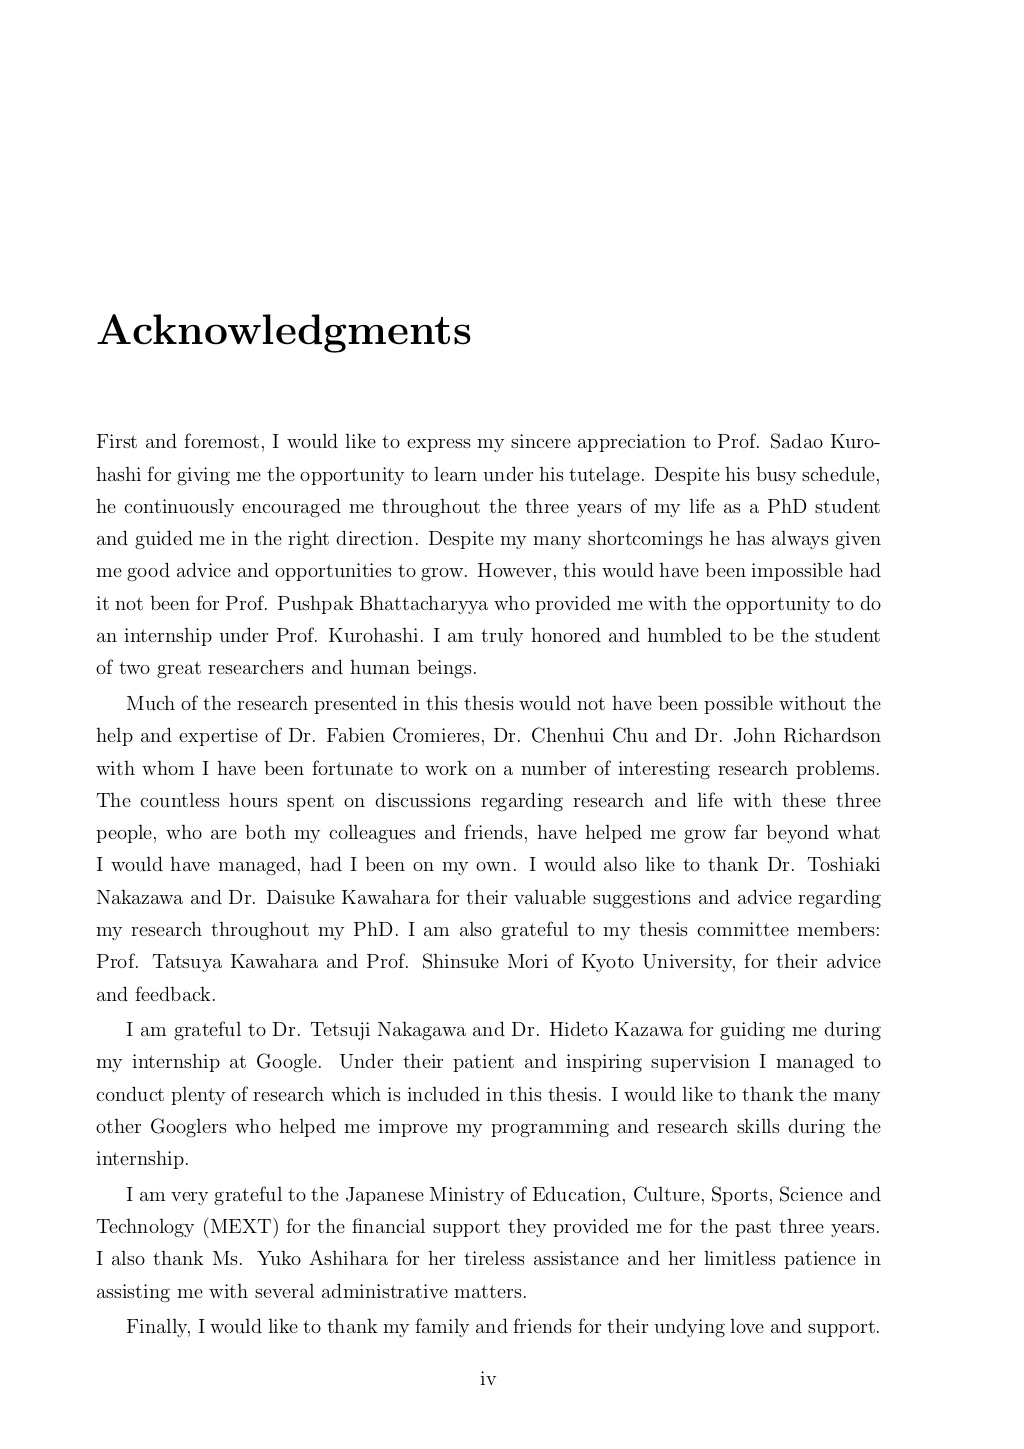 Acknowledgments
First and foremost, I would like to express my sincere appreciation to Prof. Sadao Kuro-
hashi for giving me the opportunity to learn under his tutelage. Despite his busy schedule,
he continuously encouraged me throughout the three years of my life as a PhD student
and guided me in the right direction. Despite my many shortcomings he has always given
me good advice and opportunities to grow. However, this would have been impossible had
it not been for Prof. Pushpak Bhattacharyya who provided me with the opportunity to do
an internship under Prof. Kurohashi. I am truly honored and humbled to be the student
of two great researchers and human beings.
Much of the research presented in this thesis would not have been possible without the
help and expertise of Dr. Fabien Cromieres, Dr. Chenhui Chu and Dr. John Richardson
with whom I have been fortunate to work on a number of interesting research problems.
The countless hours spent on discussions regarding research and life with these three
people, who are both my colleagues and friends, have helped me grow far beyond what
I would have managed, had I been on my own. I would also like to thank Dr. Toshiaki
Nakazawa and Dr. Daisuke Kawahara for their valuable suggestions and advice regarding
my research throughout my PhD. I am also grateful to my thesis committee members:
Prof. Tatsuya Kawahara and Prof. Shinsuke Mori of Kyoto University, for their advice
and feedback.
I am grateful to Dr. Tetsuji Nakagawa and Dr. Hideto Kazawa for guiding me during
my internship at Google. Under their patient and inspiring supervision I managed to
conduct plenty of research which is included in this thesis. I would like to thank the many
other Googlers who helped me improve my programming and research skills during the
internship.
I am very grateful to the Japanese Ministry of Education, Culture, Sports, Science and
Technology (MEXT) for the financial support they provided me for the past three years.
I also thank Ms. Yuko Ashihara for her tireless assistance and her limitless patience in
assisting me with several administrative matters.
Finally, I would like to thank my family and friends for their undying love and support.
iv